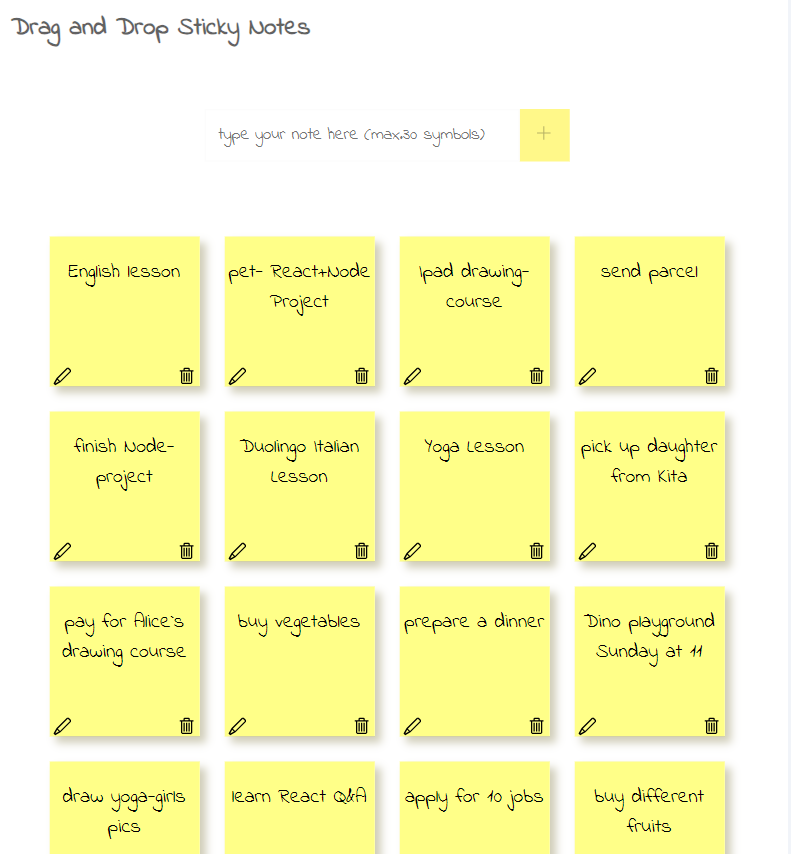 Drag and Drop Sticky Notes
type your note here (max.30 symbols)
+
English lesson
pet- React+Node
Project
Ipad drawing-
course
send parcel
finish Node-
project
Duolingo Italian
Lesson
Yoga Lesson
pick up daughter
from Kita
pay for Alice`s
drawing course
buy vegetables
prepare a dinner
Dino playground
Sunday at 11
draw yoga-girls
pics
learn React Q&A
apply for 10 jobs
buy different
fruits